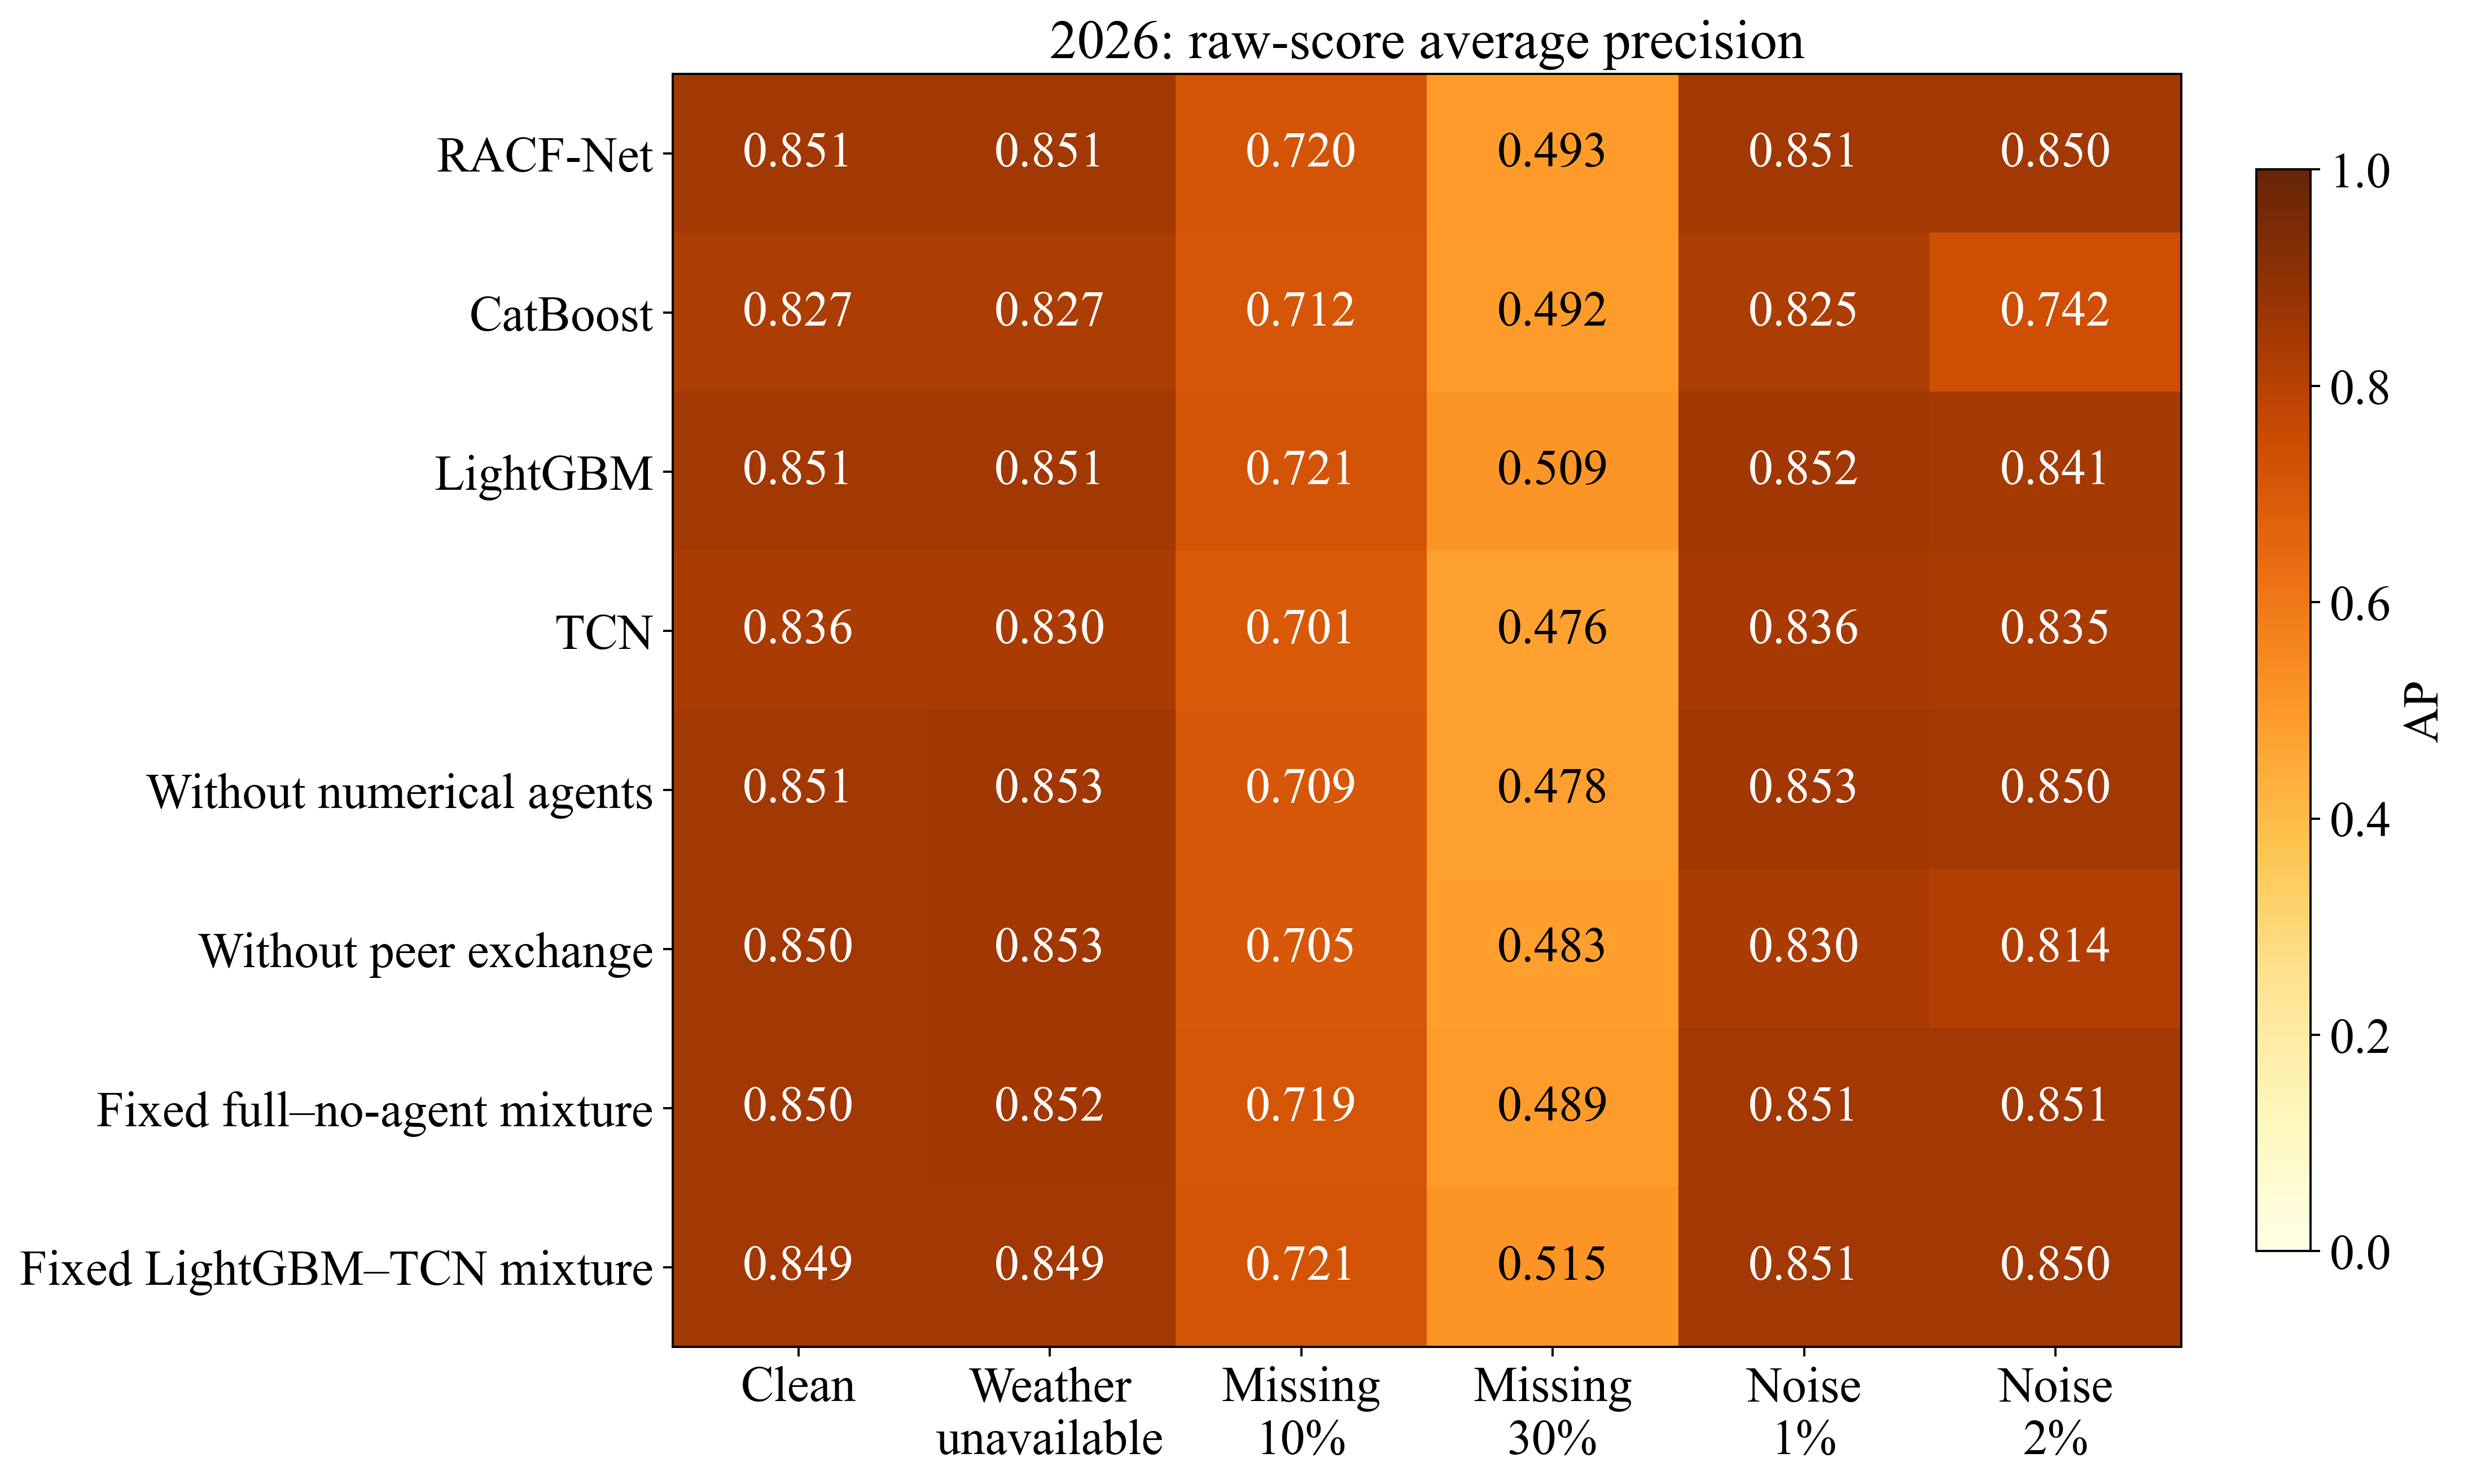 2026: raw-score average precision
RACF-Net 0.851 0.851 0.720 0.493 0.851 0.850
CatBoost 0.827 0.827 0.712 0.492 0.825 0.742
LightGBM 0.851 0.851 0.721 0.509 0.852 0.841
TCN 0.836 0.830 0.701 0.476 0.836 0.835
Without numerical agents 0.851 0.853 0.709 0.478 0.853 0.850
Without peer exchange 0.850 0.853 0.705 0.483 0.830 0.814
Fixed full–no-agent mixture 0.850 0.852 0.719 0.489 0.851 0.851
Fixed LightGBM–TCN mixture 0.849 0.849 0.721 0.515 0.851 0.850
Clean Weather Missing Missing Noise Noise
unavailable 10% 30% 1% 2%
1.0
0.8
0.6
0.4
0.2
0.0
AP